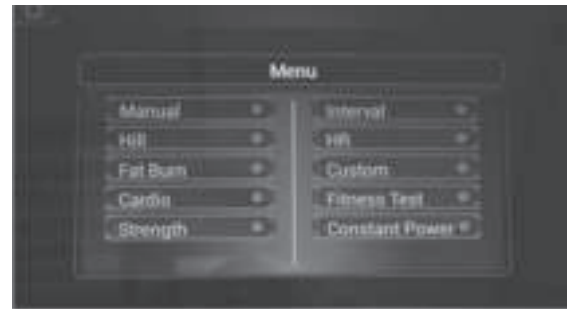 Menu
Manual
Hill
Fat Burn
Cardio
Strength
Interval
HR
Custom
Fitness Test
Constant Power